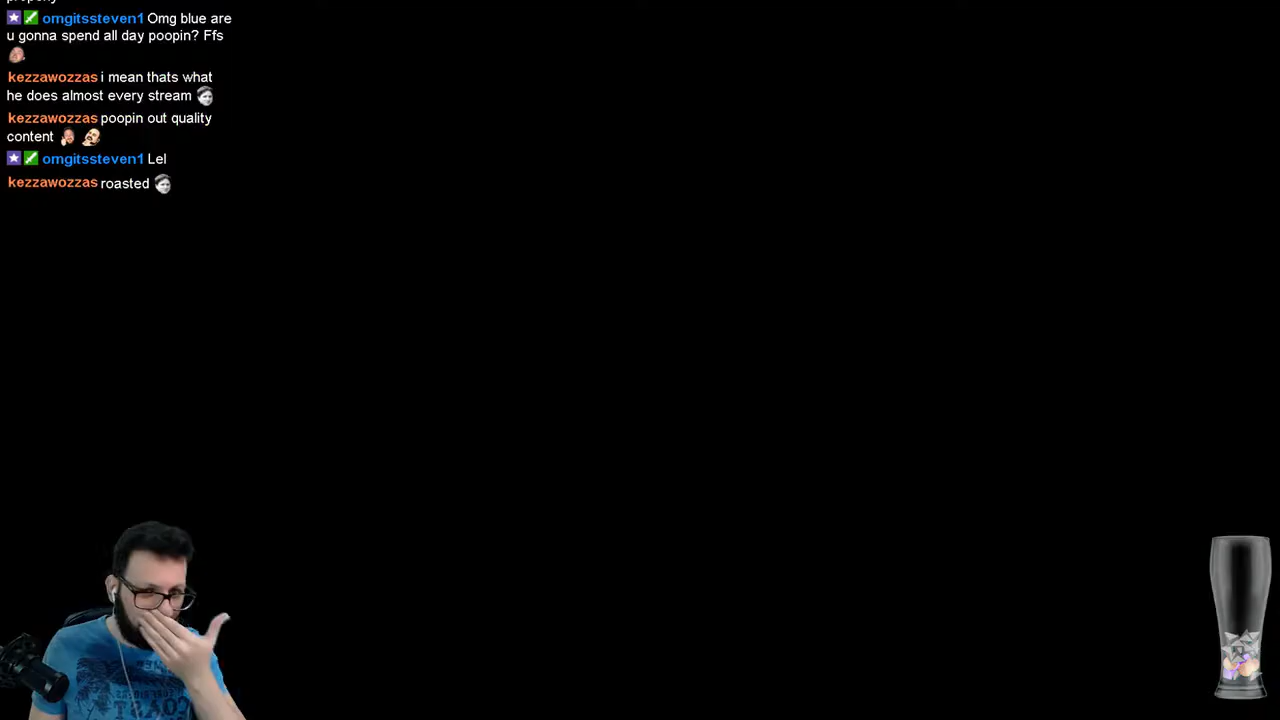 omgitssteven1 Omg blue are
u gonna spend all day poopin? Ffs
kezzawozzas i mean thats what
he does almost every stream
kezzawozzas poopin out quality
content
omgitssteven1 Lel
kezzawozzas roasted
COAST